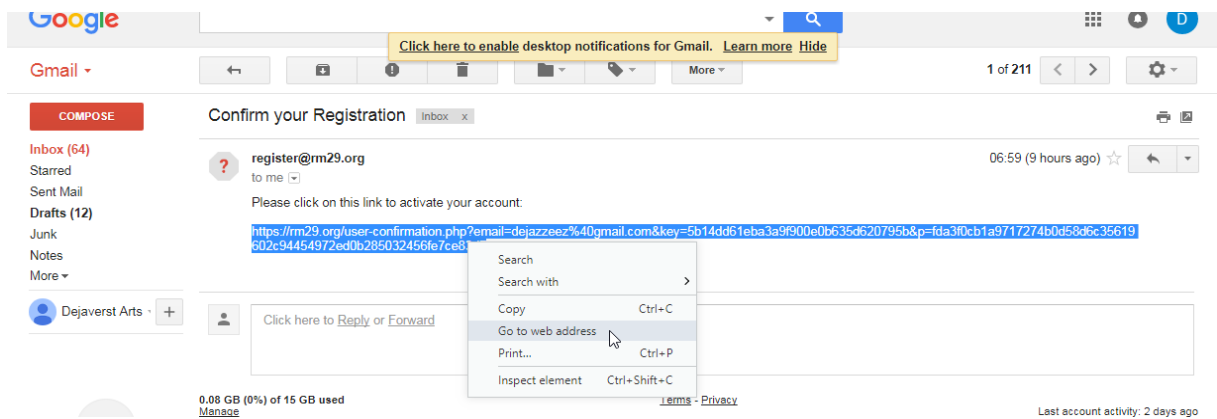 Google
D
Click here to enable desktop notifications for Gmail. Learn more Hide
Gmail
More
1 of 211
COMPOSE
Confirm your Registration Inbox x
Inbox (64)
Starred
Sent Mail
Drafts (12)
Junk
Notes
More
Dejaverst Arts
+
? register@rm29.org
06:59 (9 hours ago)
to me
Please click on this link to activate your account:
https://rm29.org/user-confirmation.php?email=dejazzeez%40gmail.com&key=5b14dd61eba3a9f900e0b635d620795b&p=fda3f0cb1a9717274b0d58d6c35619
602c94454972ed0b285032456fe7ce8
Search
Search with
Copy Ctrl+C
Go to web address
Print... Ctrl+P
Inspect element Ctrl+Shift+C
Click here to Reply or Forward
0.08 GB (0%) of 15 GB used
Manage
Terms - Privacy
Last account activity: 2 days ago